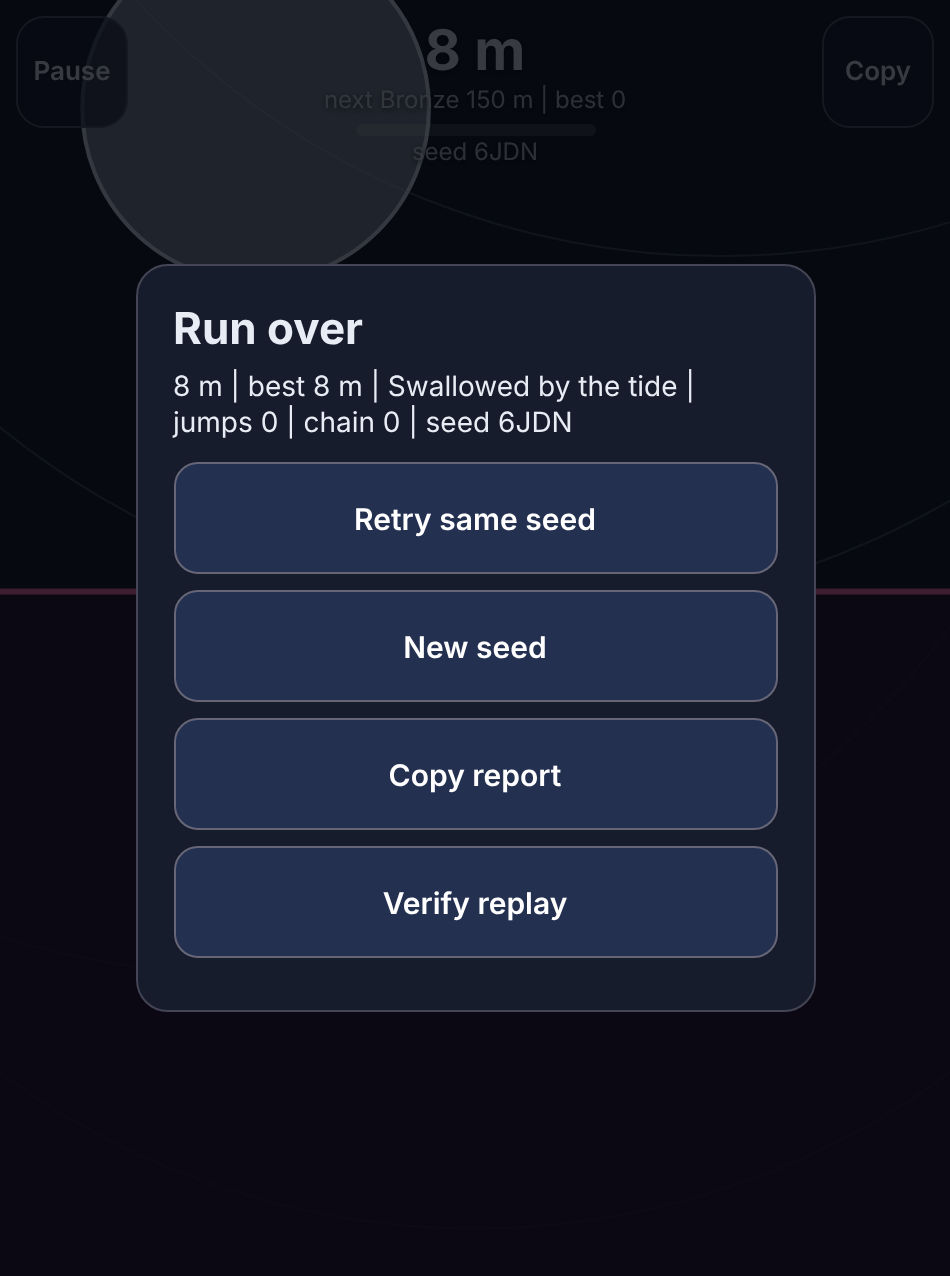 Pause
8 m
Copy
next Bronze 150 m | best 0
seed 6JDN
Run over
8 m | best 8 m | Swallowed by the tide |
jumps 0 | chain 0 | seed 6JDN
Retry same seed
New seed
Copy report
Verify replay